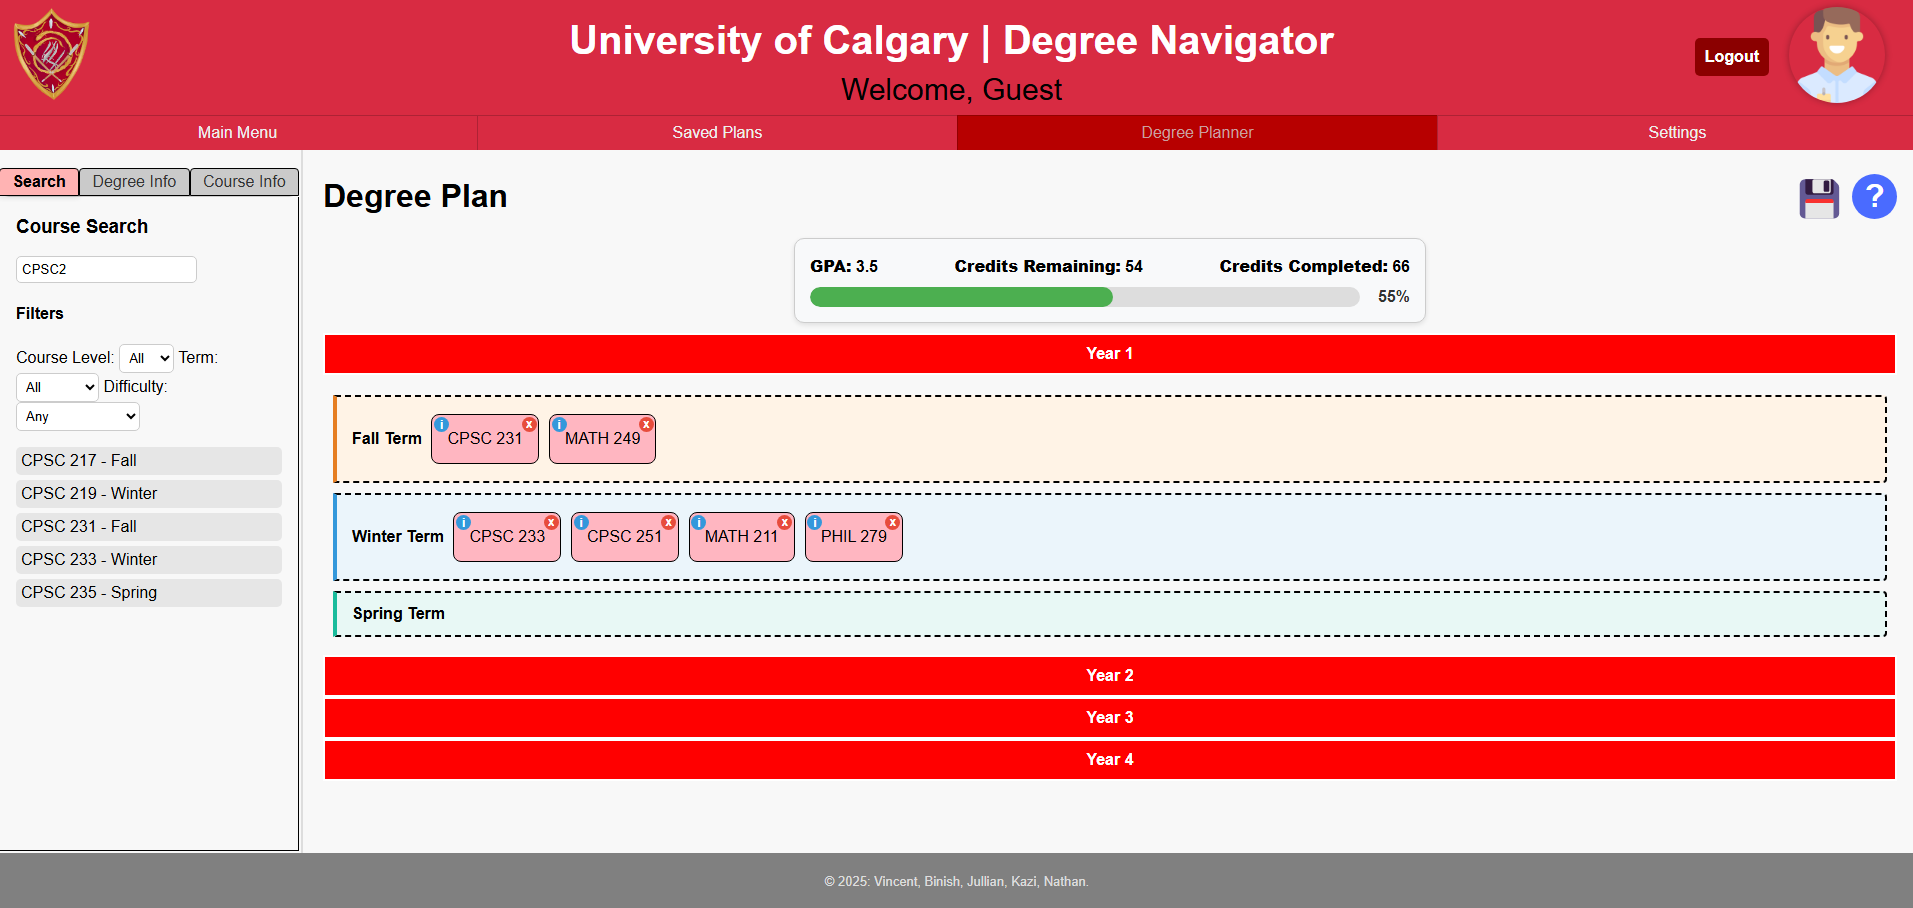 University of Calgary | Degree Navigator
Welcome, Guest
Logout
Main Menu
Saved Plans
Degree Planner
Settings
Search
Degree Info
Course Info
Course Search
CPSC2
Filters
Course Level: All Term:
All Difficulty:
Any
CPSC 217 - Fall
CPSC 219 - Winter
CPSC 231 - Fall
CPSC 233 - Winter
CPSC 235 - Spring
Degree Plan
?
GPA: 3.5
Credits Remaining: 54
Credits Completed: 66
55%
Year 1
Fall Term
i CPSC 231 x
i MATH 249 x
Winter Term
i CPSC 233 x
i CPSC 251 x
i MATH 211 x
i PHIL 279 x
Spring Term
Year 2
Year 3
Year 4
© 2025: Vincent, Binish, Jullian, Kazi, Nathan.